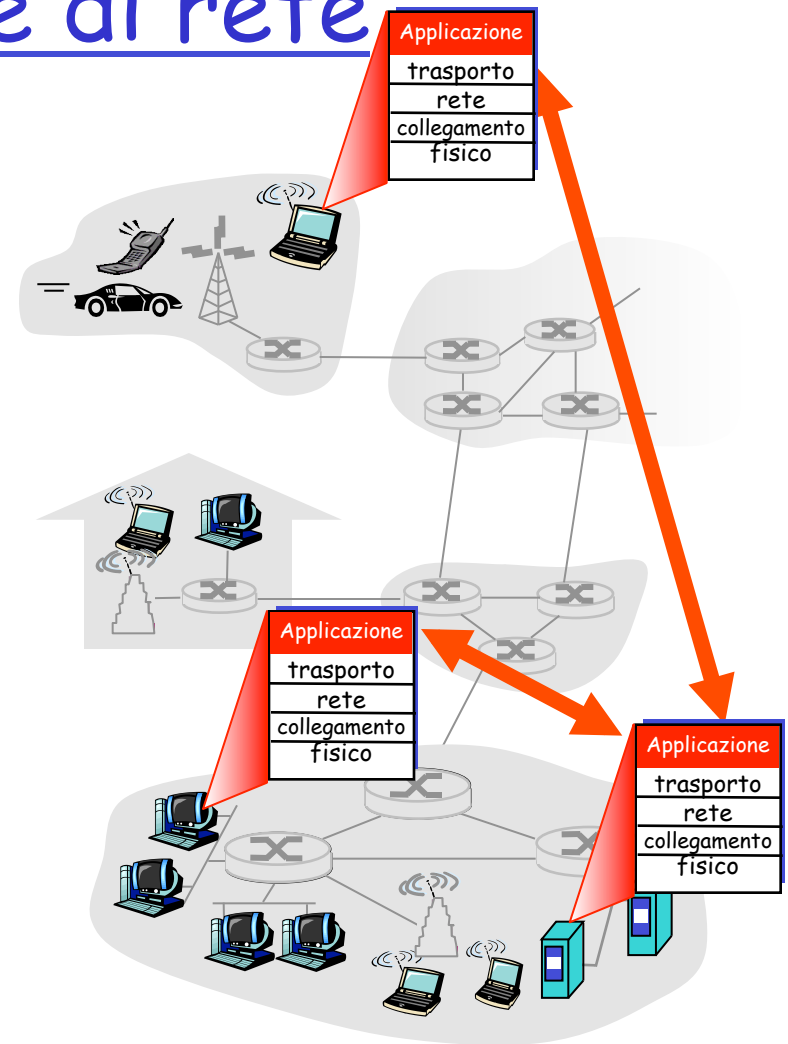 e di rete
Applicazione
trasporto
rete
collegamento
fisico
Applicazione
trasporto
rete
collegamento
fisico
Applicazione
trasporto
rete
collegamento
fisico